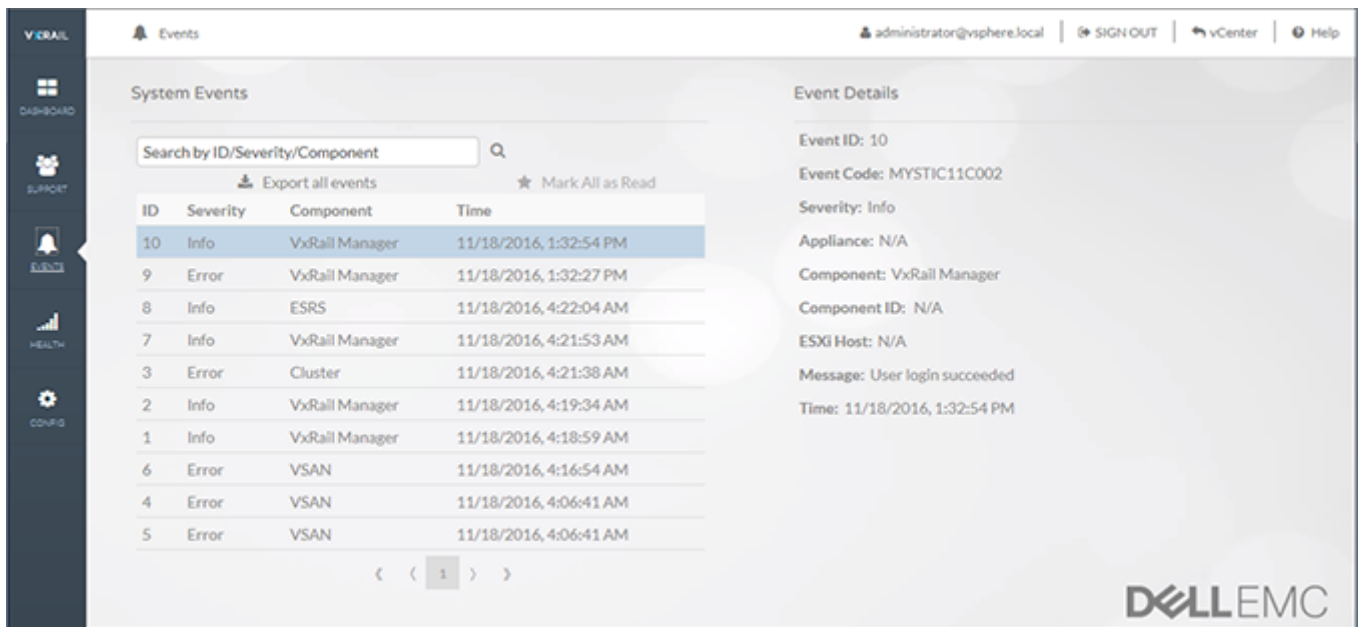 VXRAIL
Events
administrator@vsphere.local
SIGN OUT
vCenter
Help
DASHBOARD
SUPPORT
EVENTS
HEALTH
CONFIG
System Events
Search by ID/Severity/Component
Export all events
Mark All as Read
ID Severity Component Time
10 Info VxRail Manager 11/18/2016, 1:32:54 PM
9 Error VxRail Manager 11/18/2016, 1:32:27 PM
8 Info ESRS 11/18/2016, 4:22:04 AM
7 Info VxRail Manager 11/18/2016, 4:21:53 AM
3 Error Cluster 11/18/2016, 4:21:38 AM
2 Info VxRail Manager 11/18/2016, 4:19:34 AM
1 Info VxRail Manager 11/18/2016, 4:18:59 AM
6 Error VSAN 11/18/2016, 4:16:54 AM
4 Error VSAN 11/18/2016, 4:06:41 AM
5 Error VSAN 11/18/2016, 4:06:41 AM
1
Event Details
Event ID: 10
Event Code: MYSTIC11C002
Severity: Info
Appliance: N/A
Component: VxRail Manager
Component ID: N/A
ESXi Host: N/A
Message: User login succeeded
Time: 11/18/2016, 1:32:54 PM
DELLEMC